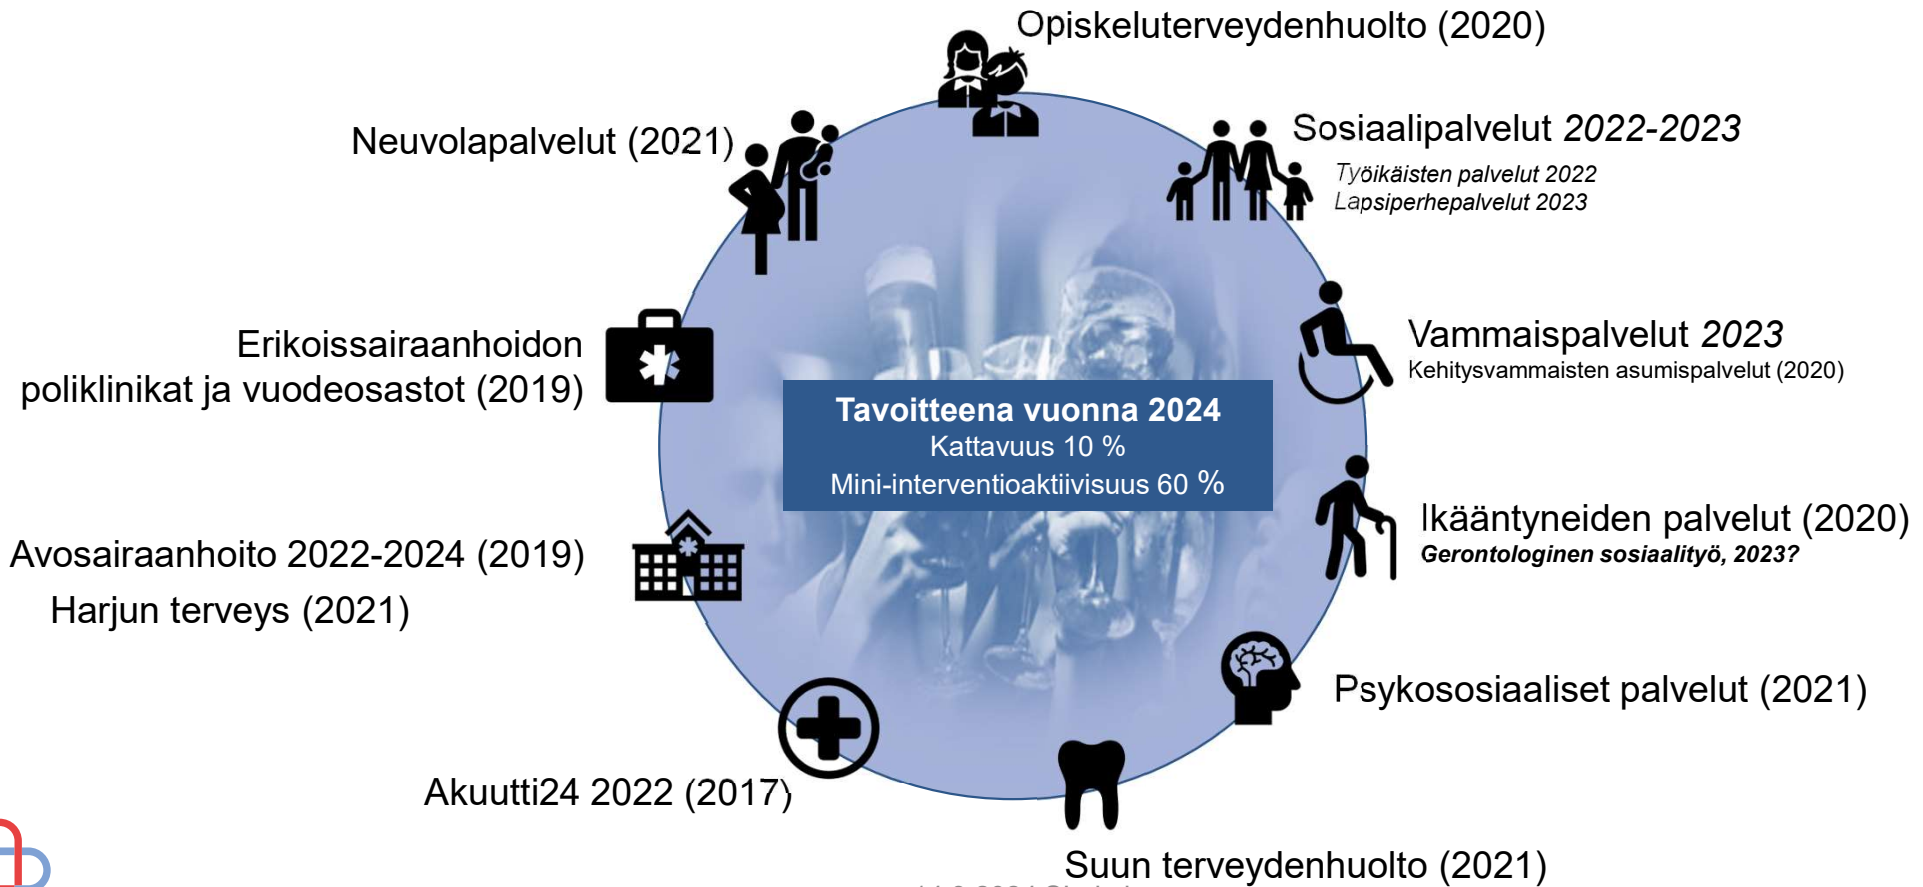 Opiskeluterveydenhuolto (2020)
Neuvolapalvelut (2021)
Sosiaalipalvelut 2022-2023
Työikäisten palvelut 2022
Lapsiperhepalvelut 2023
Erikoissairaanhoidon
poliklinikat ja vuodeosastot (2019)
Vammaispalvelut 2023
Kehitysvammaisten asumispalvelut (2020)
Tavoitteena vuonna 2024
Kattavuus 10 %
Mini-interventioaktiivisuus 60 %
Avosairaanhoito 2022-2024 (2019)
Harjun terveys (2021)
Ikääntyneiden palvelut (2020)
Gerontologinen sosiaalityö, 2023?
Psykososiaaliset palvelut (2021)
Akuutti24 2022 (2017)
Suun terveydenhuolto (2021)